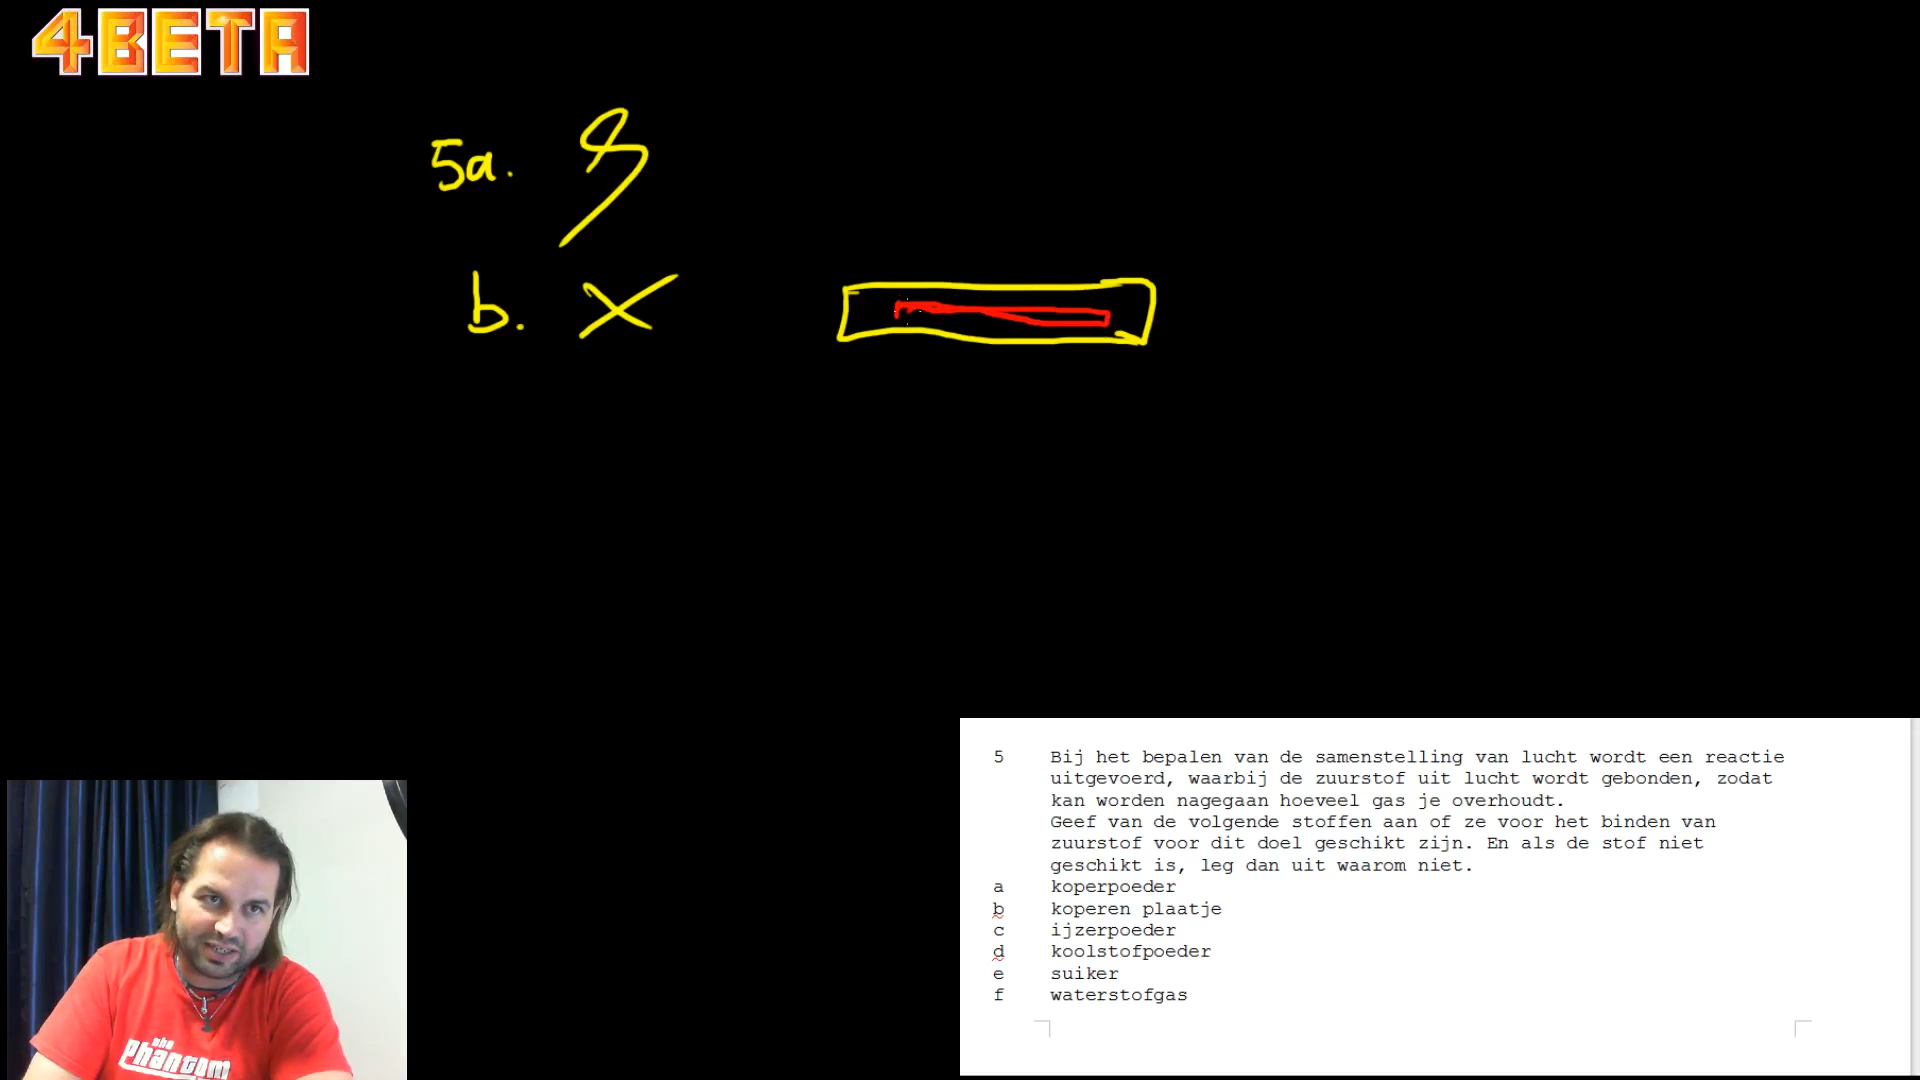 4BETA
5a.
b. X
5 Bij het bepalen van de samenstelling van lucht wordt een reactie
uitgevoerd, waarbij de zuurstof uit lucht wordt gebonden, zodat
kan worden nagegaan hoeveel gas je overhoudt.
Geef van de volgende stoffen aan of ze voor het binden van
zuurstof voor dit doel geschikt zijn. En als de stof niet
geschikt is, leg dan uit waarom niet.
a koperpoeder
b koperen plaatje
c ijzerpoeder
d koolstofpoeder
e suiker
f waterstofgas
the
Phantom